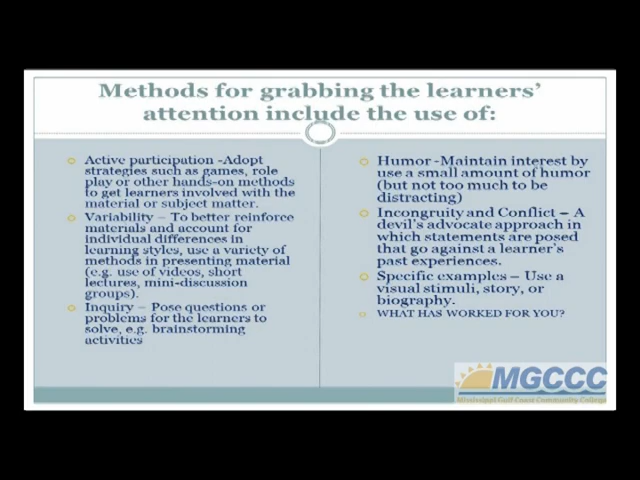 Methods for grabbing the learners'
attention include the use of:
Active participation -Adopt
strategies such as games, role
play or other hands-on methods
to get learners involved with the
material or subject matter.
Variability – To better reinforce
materials and account for
individual differences in
learning styles, use a variety of
methods in presenting material
(e.g. use of videos, short
lectures, mini-discussion
groups).
Inquiry – Pose questions or
problems for the learners to
solve, e.g. brainstorming
activities
Humor -Maintain interest by
use a small amount of humor
(but not too much to be
distracting)
Incongruity and Conflict – A
devil's advocate approach in
which statements are posed
that go against a learner's
past experiences.
Specific examples – Use a
visual stimuli, story, or
biography.
WHAT HAS WORKED FOR YOU?
MGCCC
Mississippi Gulf Coast Community College